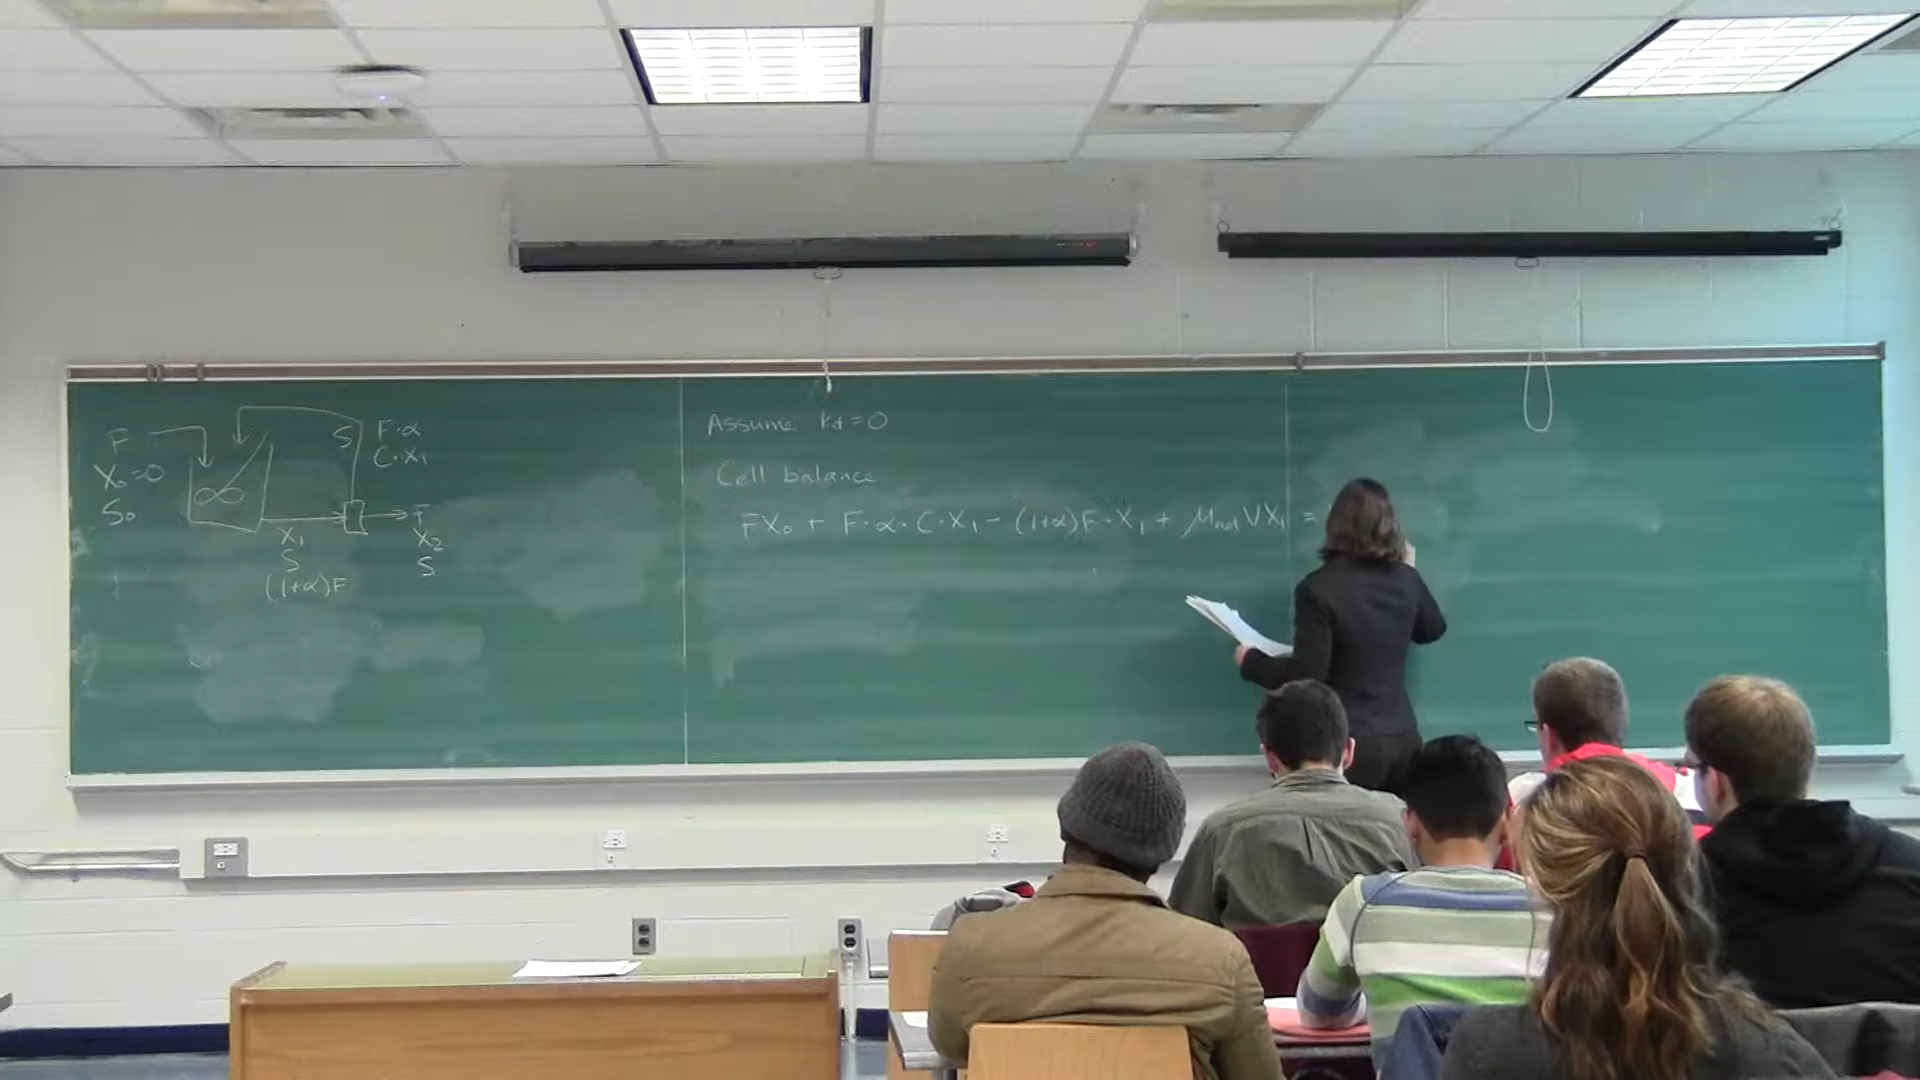 F
X₀=0
S₀
S
F·α
C·X₁
X₁
S
(1+α)F
F
X₂
S
Assume kd=0
Cell balance
FX₀ + F·α·C·X₁ - (1+α)F·X₁ + μnet VX₁ =